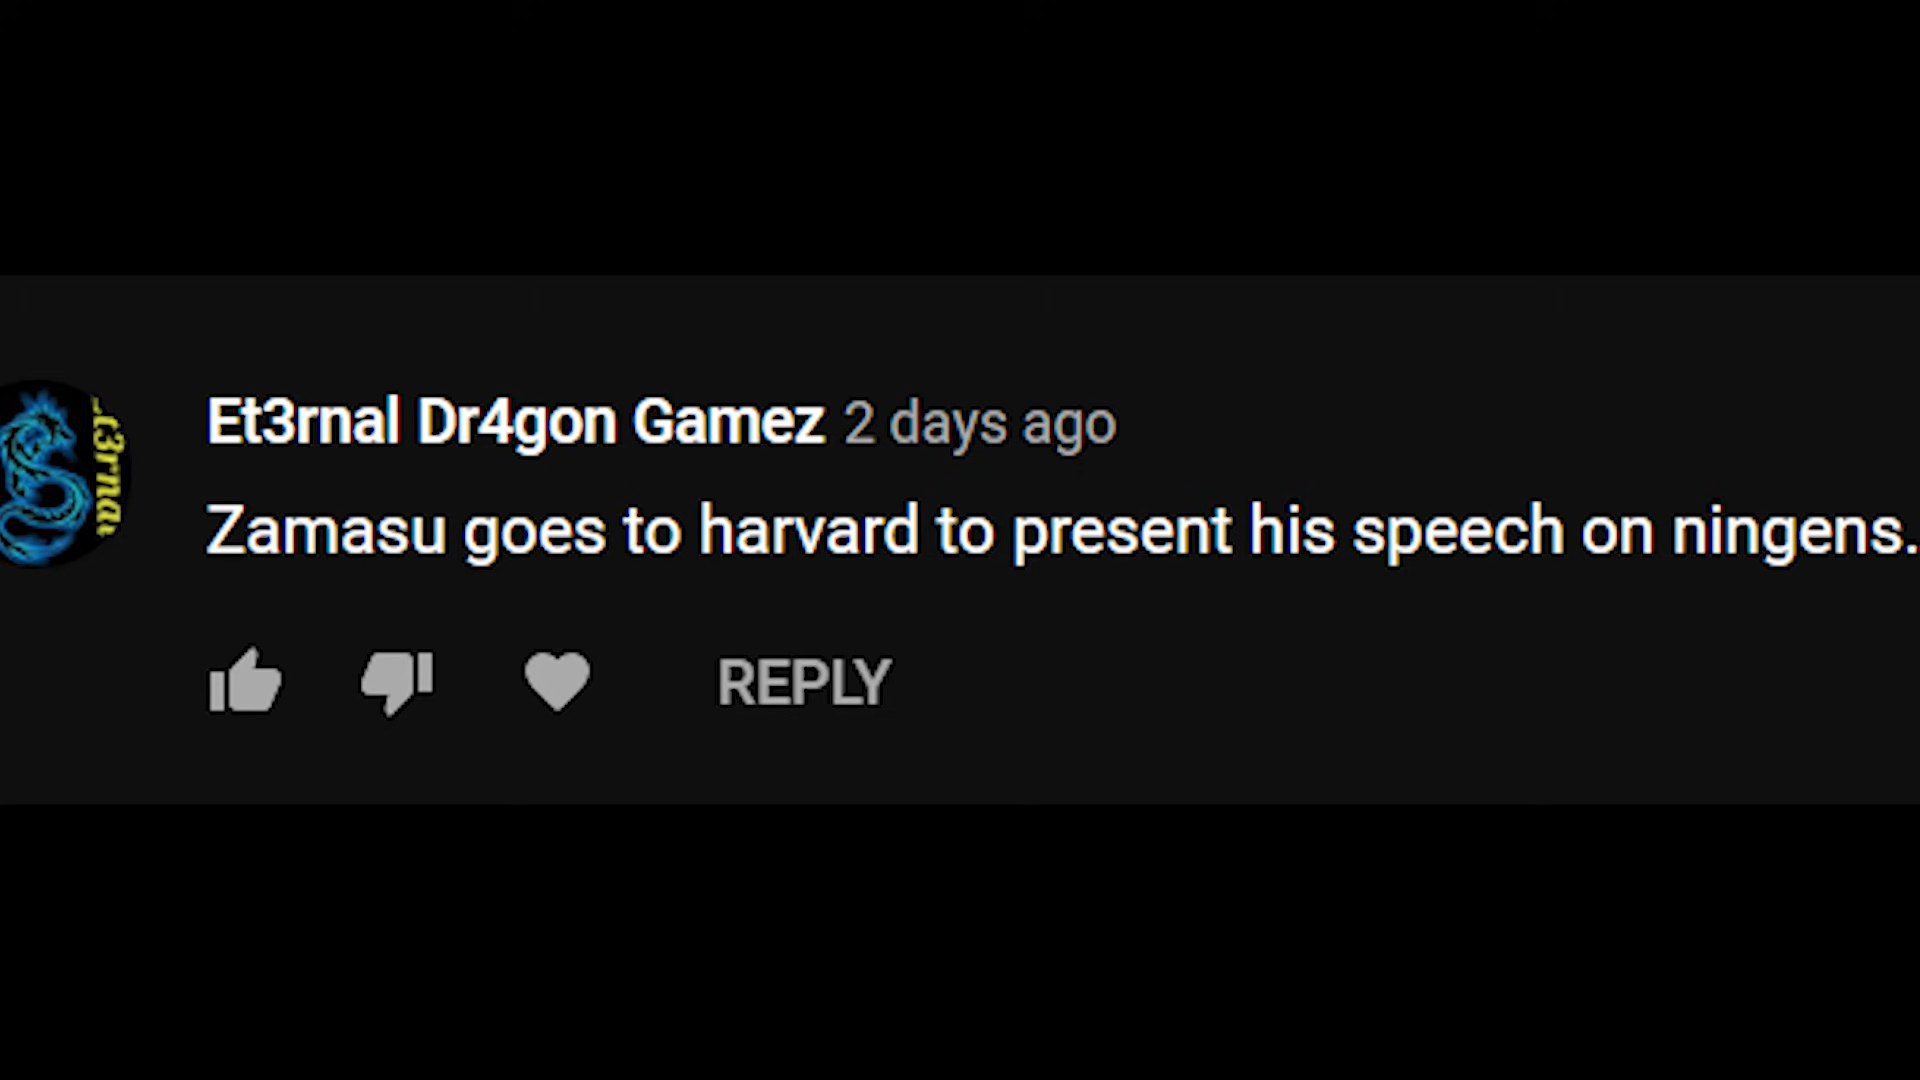 Et3rnal Dr4gon Gamez 2 days ago
Zamasu goes to harvard to present his speech on ningens.
REPLY